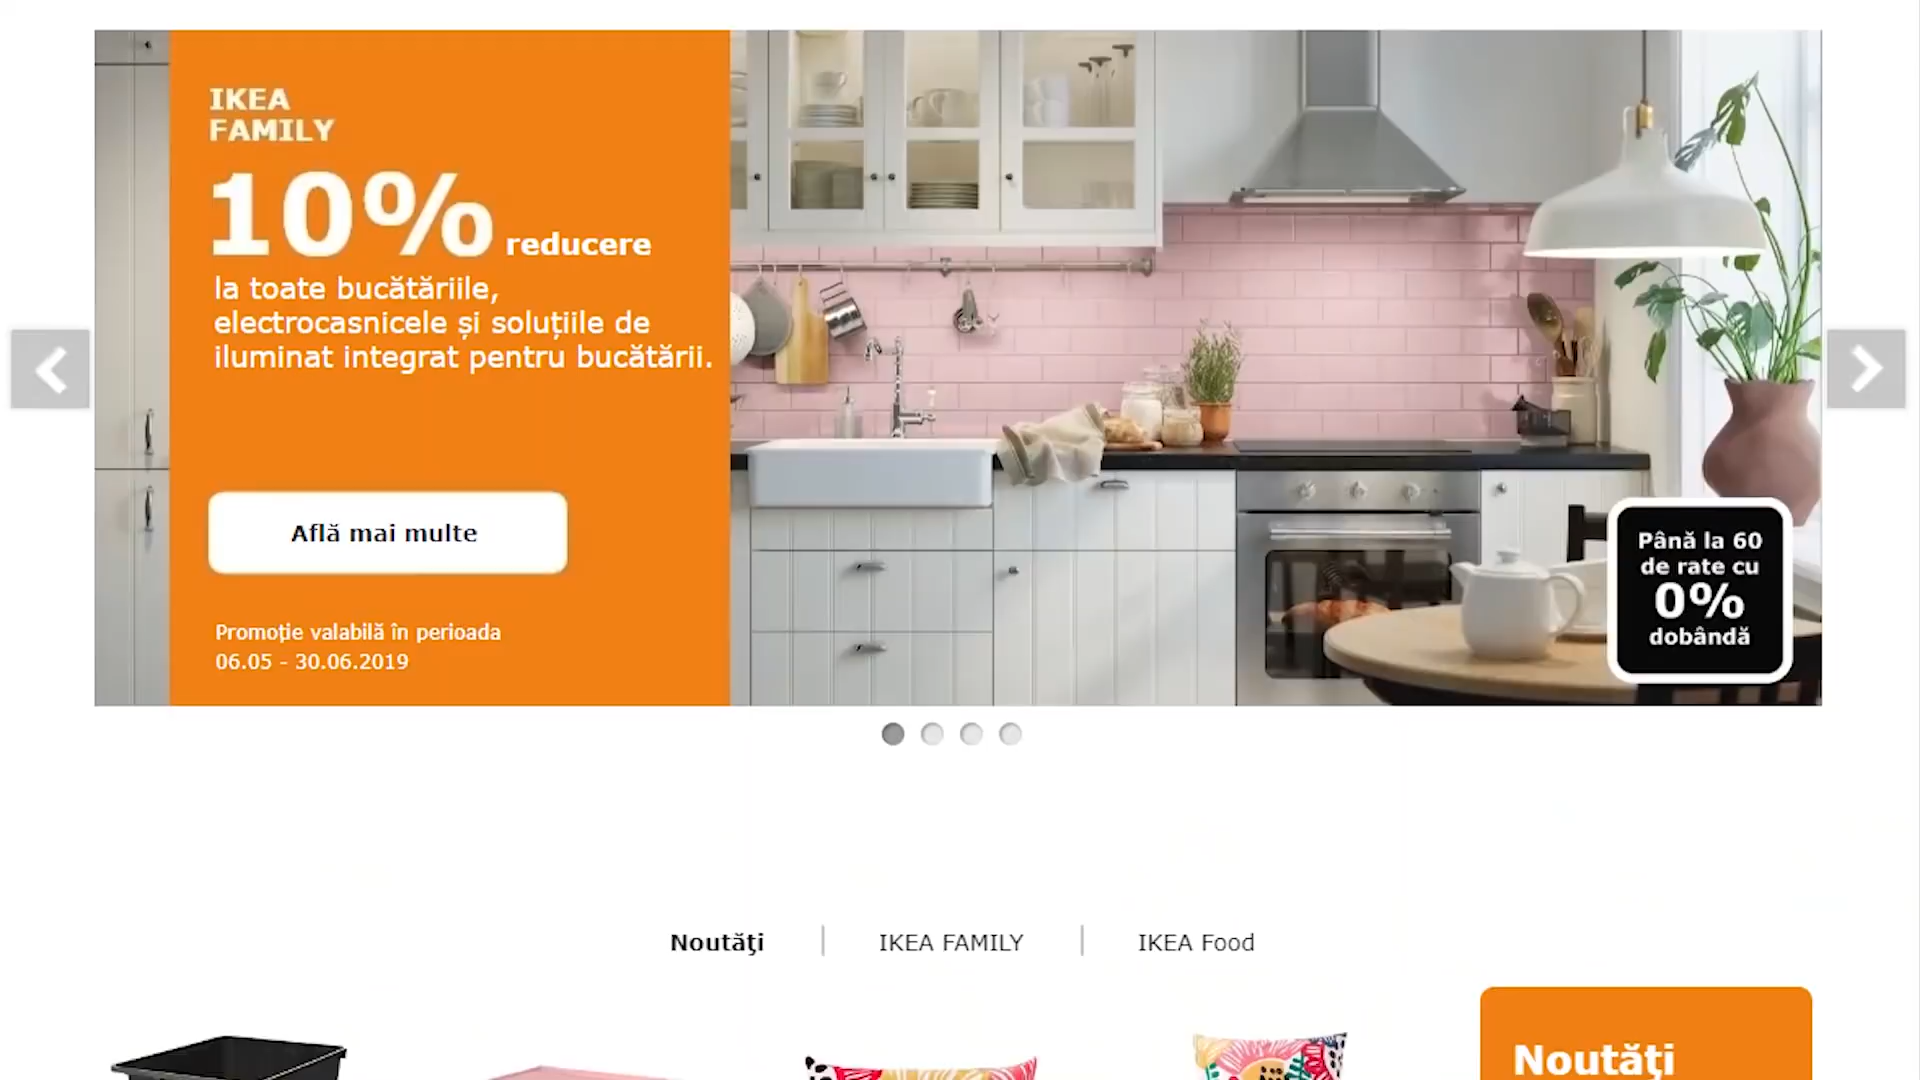 IKEA
FAMILY
10% reducere
la toate bucătăriile,
electrocasnicele și soluțiile de
iluminat integrat pentru bucătării.
Află mai multe
Promoție valabilă în perioada
06.05 - 30.06.2019
Până la 60
de rate cu
0%
dobândă
Noutăţi
IKEA FAMILY
IKEA Food
Noutăţi